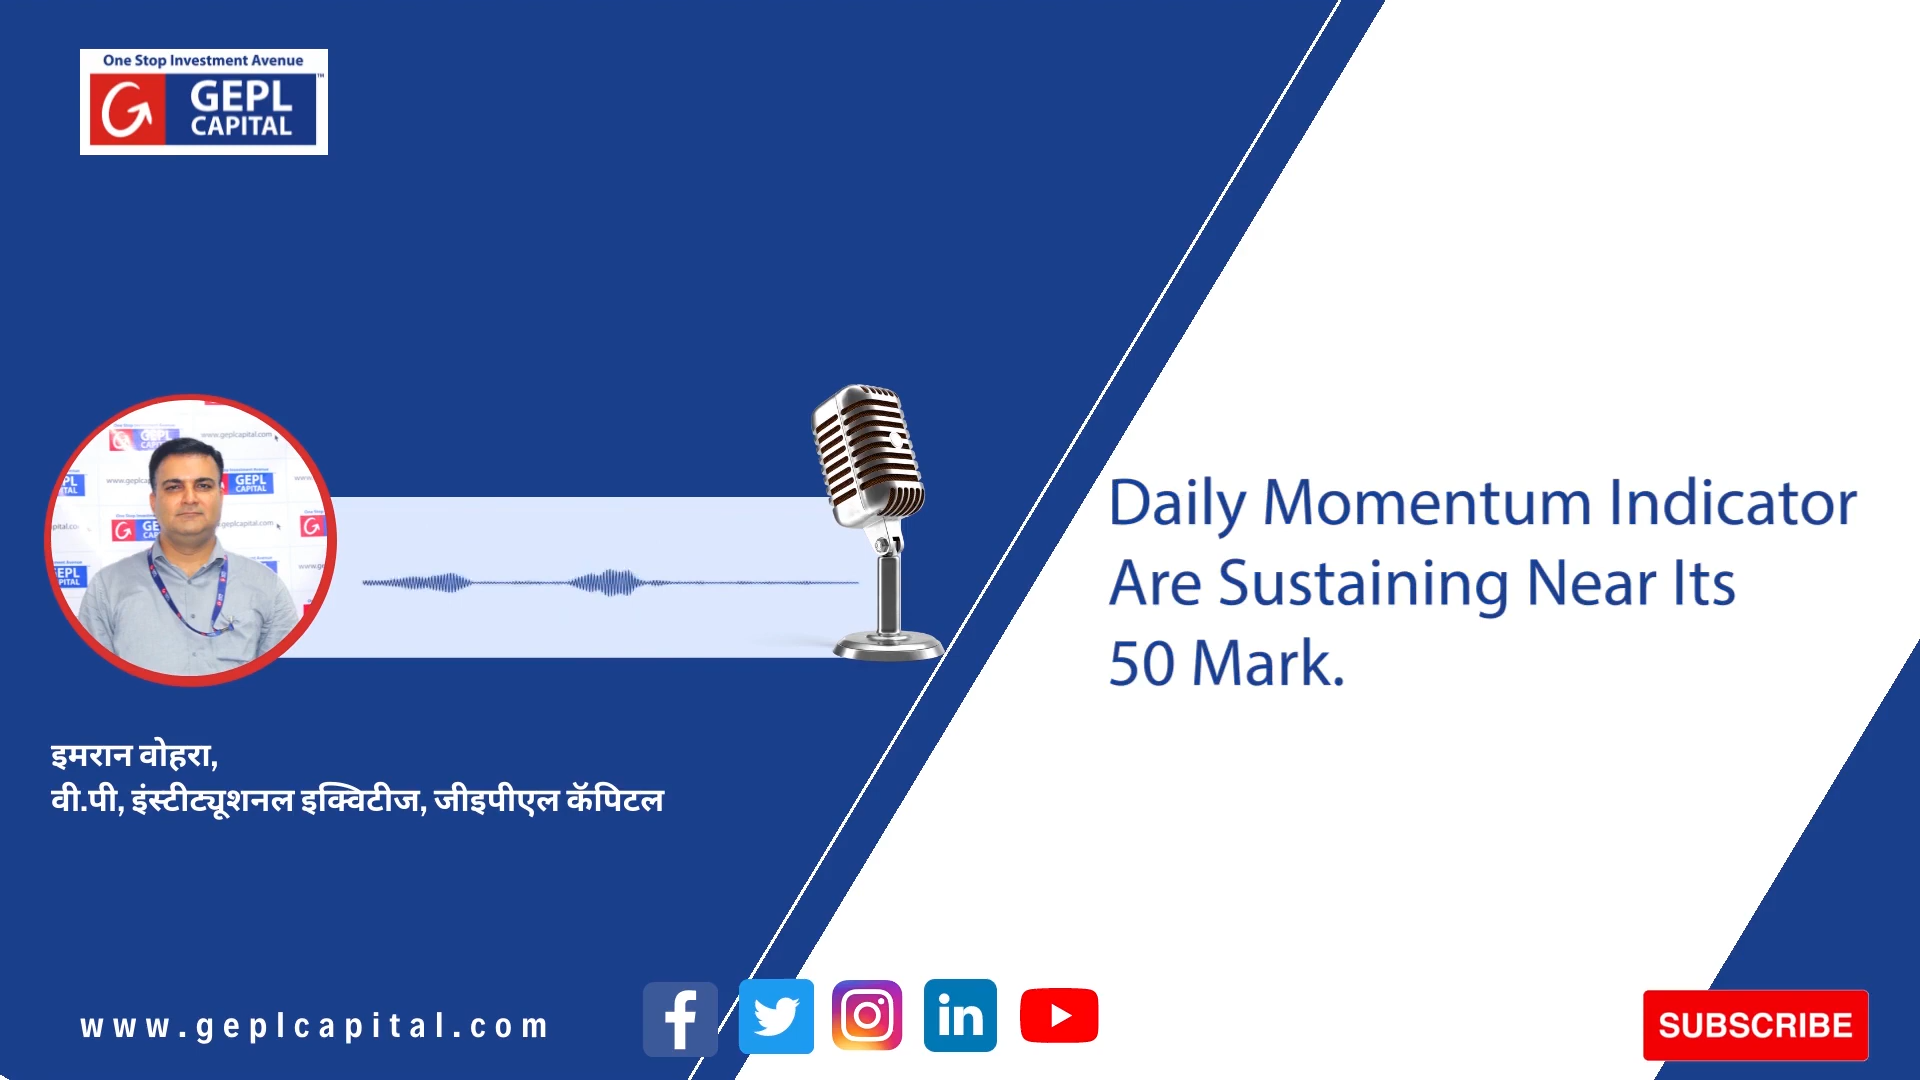 One Stop Investment Avenue
GEPL
CAPITAL
TM
Daily Momentum Indicator
Are Sustaining Near Its
50 Mark.
इमरान वोहरा,
वी.पी, इंस्टीट्यूशनल इक्विटीज, जीइपीएल कॅपिटल
www.geplcapital.com
SUBSCRIBE